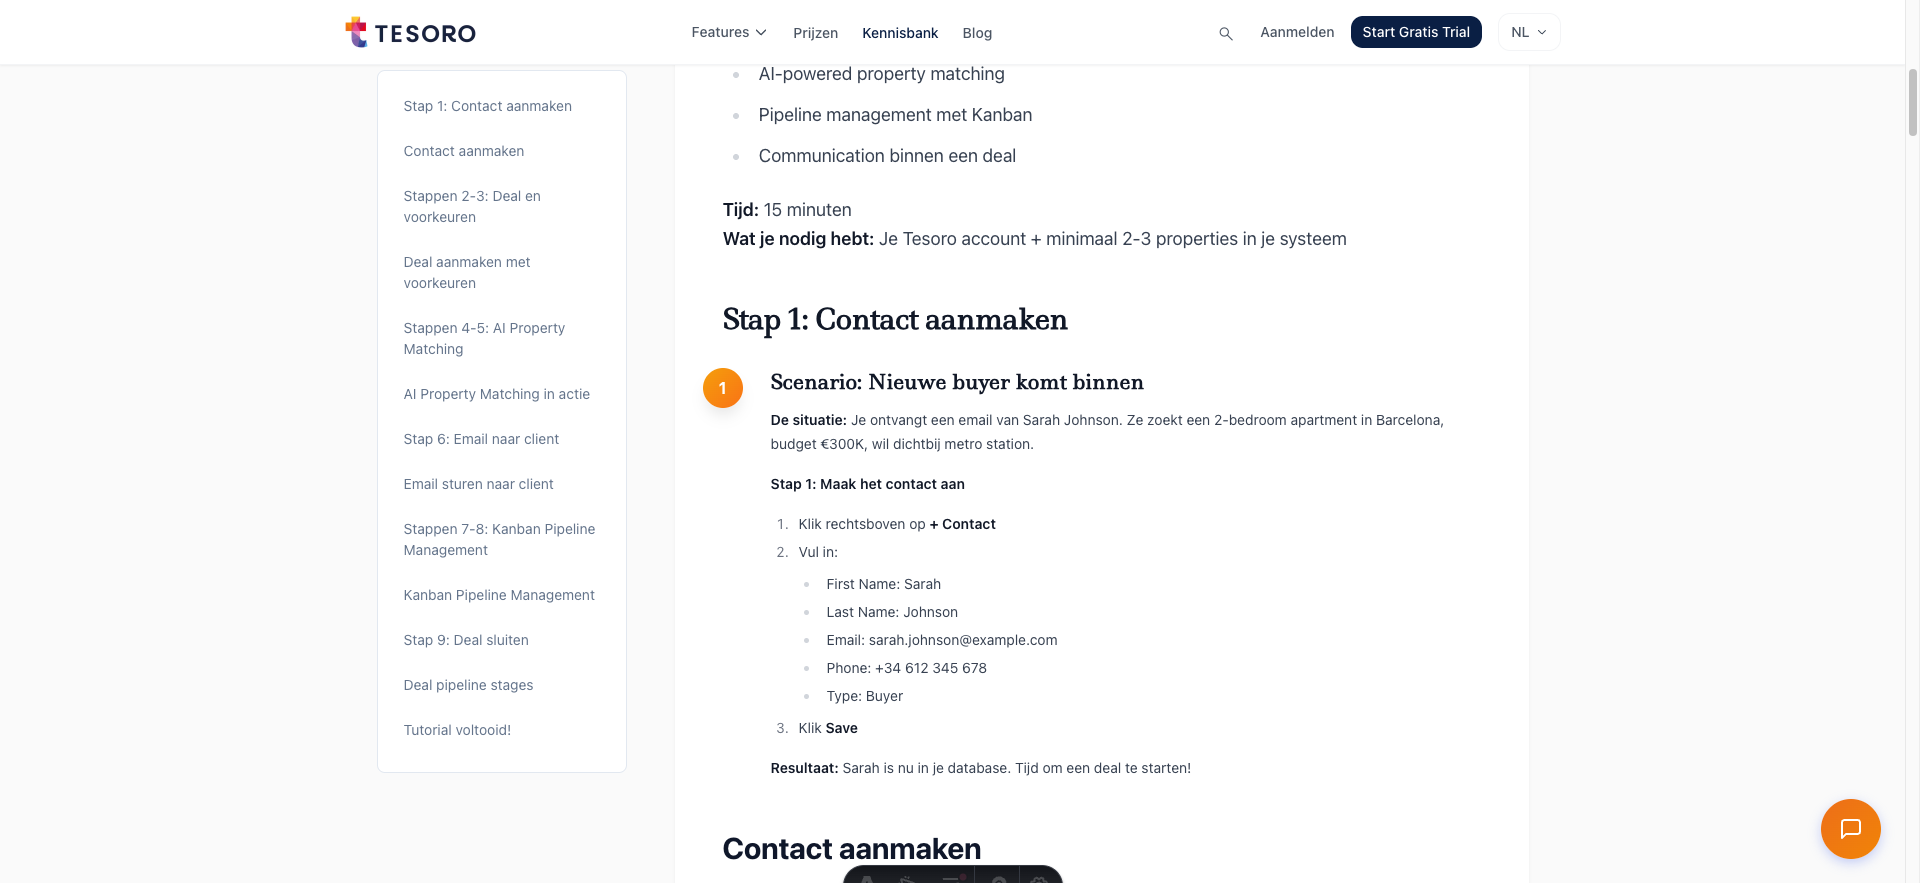 TESORO
Features
Prijzen
Kennisbank
Blog
Aanmelden
Start Gratis Trial
NL
Stap 1: Contact aanmaken
Contact aanmaken
Stappen 2-3: Deal en
voorkeuren
Deal aanmaken met
voorkeuren
Stappen 4-5: AI Property
Matching
AI Property Matching in actie
Stap 6: Email naar client
Email sturen naar client
Stappen 7-8: Kanban Pipeline
Management
Kanban Pipeline Management
Stap 9: Deal sluiten
Deal pipeline stages
Tutorial voltooid!
AI-powered property matching
Pipeline management met Kanban
Communication binnen een deal
Tijd: 15 minuten
Wat je nodig hebt: Je Tesoro account + minimaal 2-3 properties in je systeem
Stap 1: Contact aanmaken
1
Scenario: Nieuwe buyer komt binnen
De situatie: Je ontvangt een email van Sarah Johnson. Ze zoekt een 2-bedroom apartment in Barcelona,
budget €300K, wil dichtbij metro station.
Stap 1: Maak het contact aan
1. Klik rechtsboven op + Contact
2. Vul in:
First Name: Sarah
Last Name: Johnson
Email: sarah.johnson@example.com
Phone: +34 612 345 678
Type: Buyer
3. Klik Save
Resultaat: Sarah is nu in je database. Tijd om een deal te starten!
Contact aanmaken